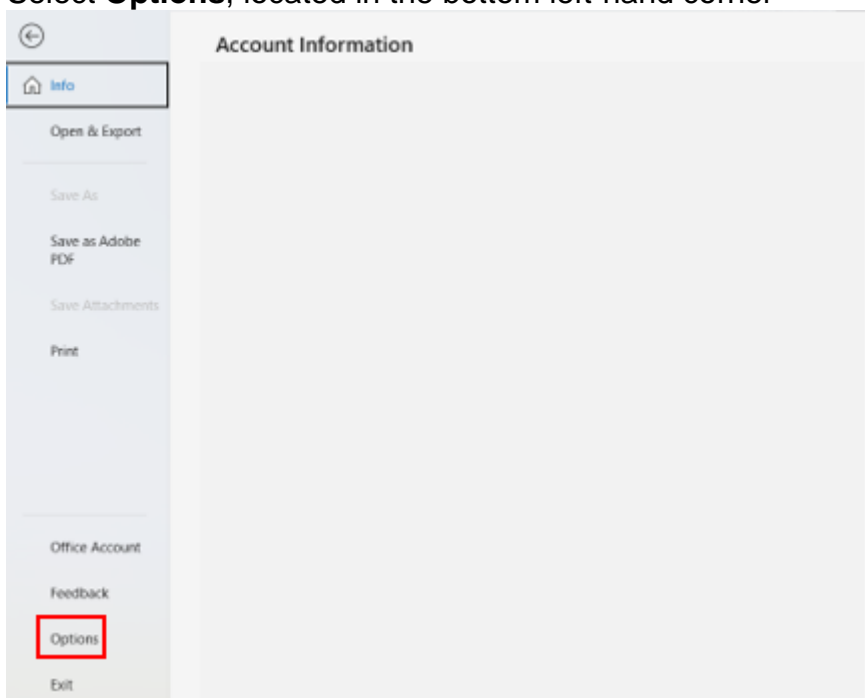 Select Options, located in the bottom left-hand corner
Account Information
Info
Open & Export
Save As
Save as Adobe
PDF
Save Attachments
Print
Office Account
Feedback
Options
Exit